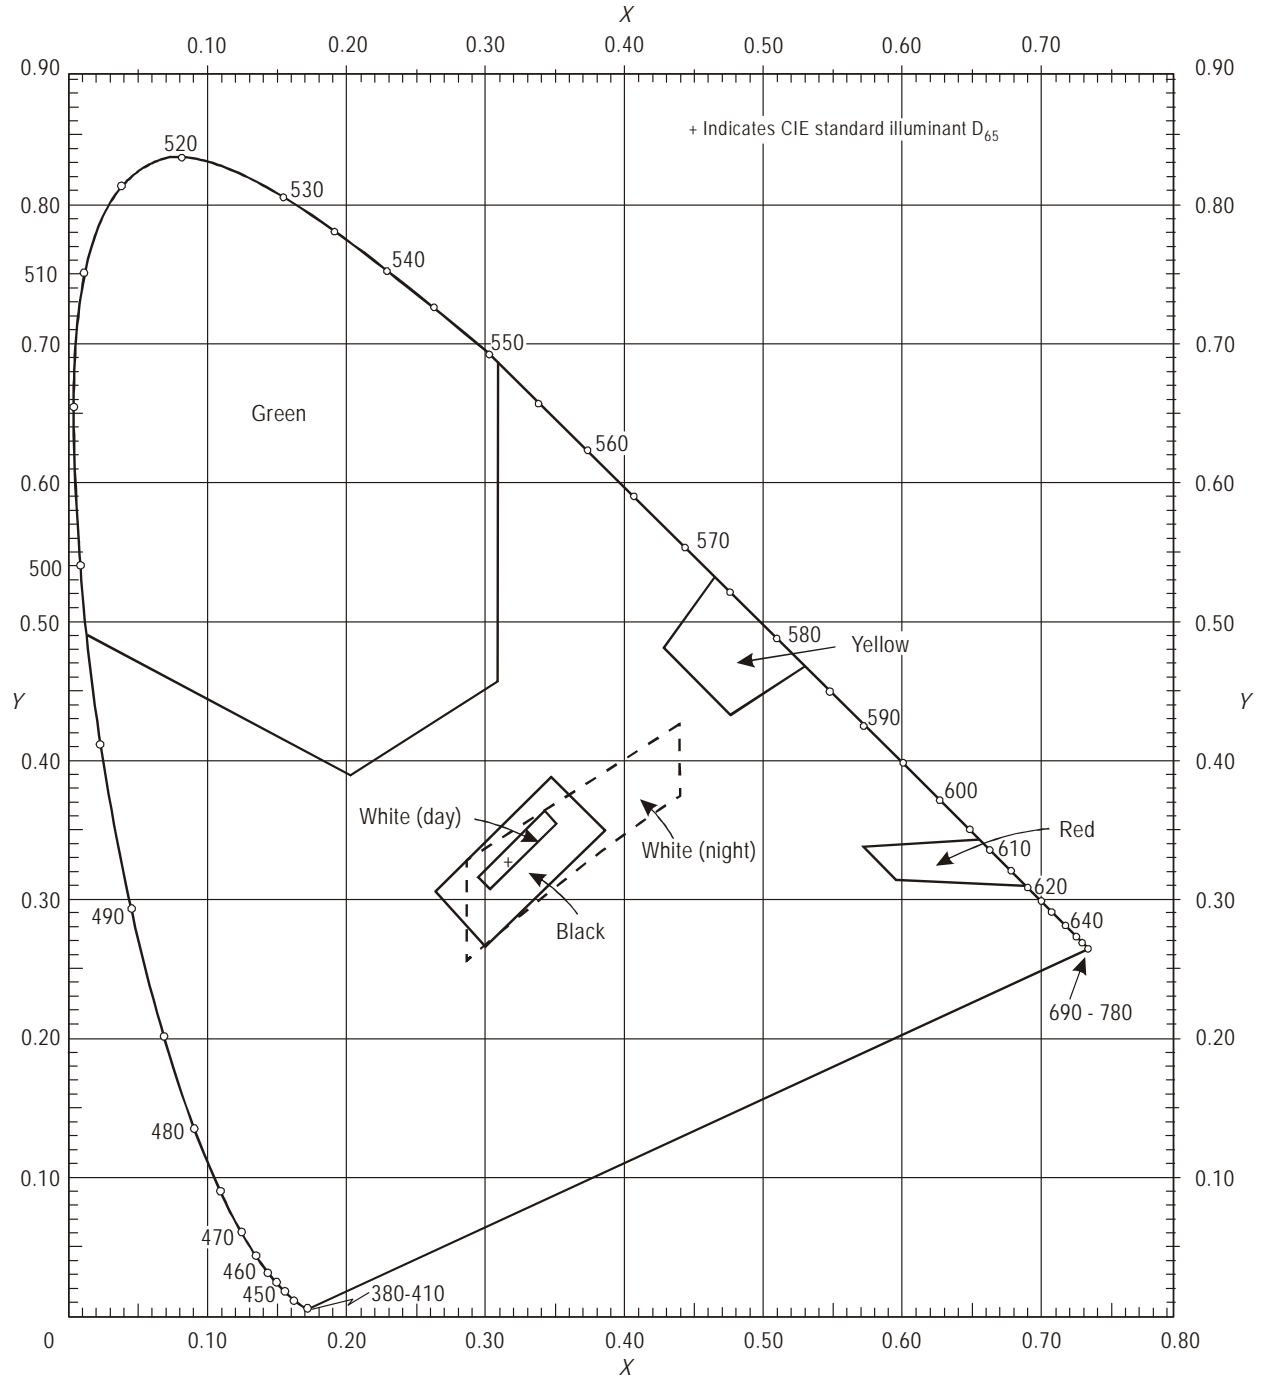 X
0.10 0.20 0.30 0.40 0.50 0.60 0.70
0.90 0.90
+ Indicates CIE standard illuminant D65
520
530
0.80 0.80
540
510
0.70 550 0.70
Green
560
0.60 0.60
570
500
0.50 580 0.50
Yellow
Y Y
590
0.40 0.40
600
White (day)
Red
White (night) 610
620
0.30 0.30
490 640
Black
690 - 780
0.20 0.20
480
0.10 0.10
470
460
450 380-410
0 0.10 0.20 0.30 0.40 0.50 0.60 0.70 0.80
X